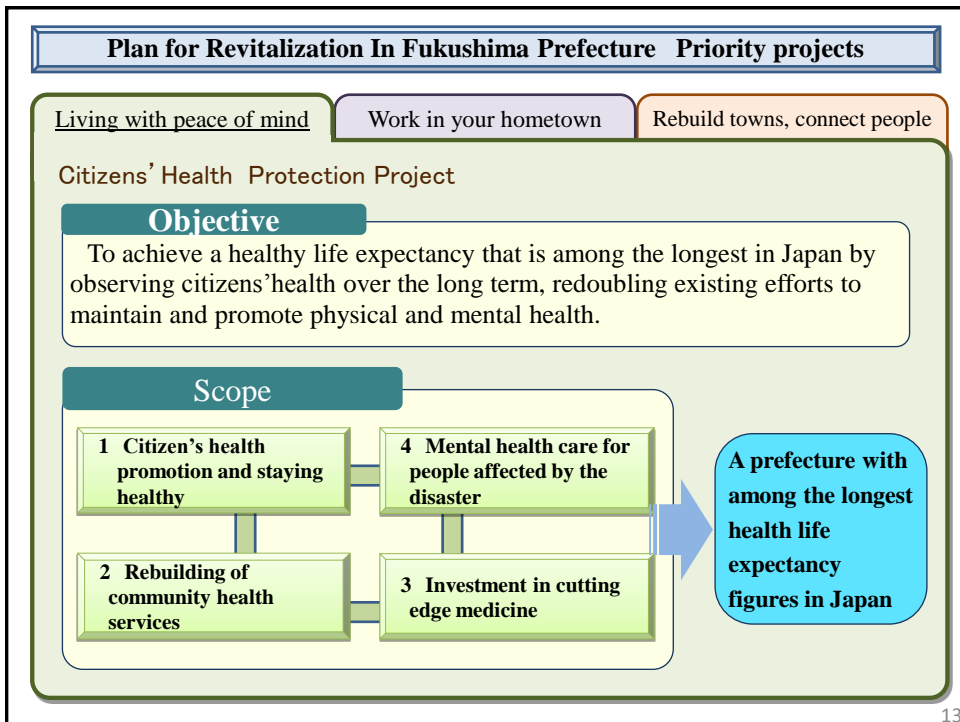 Plan for Revitalization In Fukushima Prefecture Priority projects
Living with peace of mind
Work in your hometown
Rebuild towns, connect people
Citizens’ Health Protection Project
Objective
To achieve a healthy life expectancy that is among the longest in Japan by
observing citizens’health over the long term, redoubling existing efforts to
maintain and promote physical and mental health.
Scope
1 Citizen’s health
promotion and staying
healthy
4 Mental health care for
people affected by the
disaster
2 Rebuilding of
community health
services
3 Investment in cutting
edge medicine
A prefecture with
among the longest
health life
expectancy
figures in Japan
13